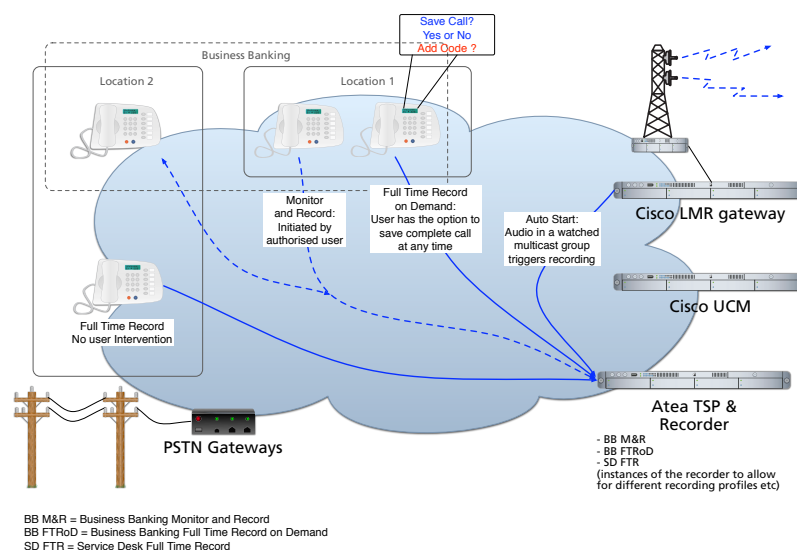 Save Call?
Yes or No
Add Code ?
Business Banking
Location 2
Location 1
Monitor
and Record:
Initiated by
authorised user
Full Time Record
on Demand:
User has the option to
save complete call
at any time
Auto Start:
Audio in a watched
multicast group
triggers recording
Cisco LMR gateway
Cisco UCM
Full Time Record
No user Intervention
PSTN Gateways
Atea TSP &
Recorder
- BB M&R
- BB FTRoD
- SD FTR
(instances of the recorder to allow
for different recording profiles etc)
BB M&R = Business Banking Monitor and Record
BB FTRoD = Business Banking Full Time Record on Demand
SD FTR = Service Desk Full Time Record